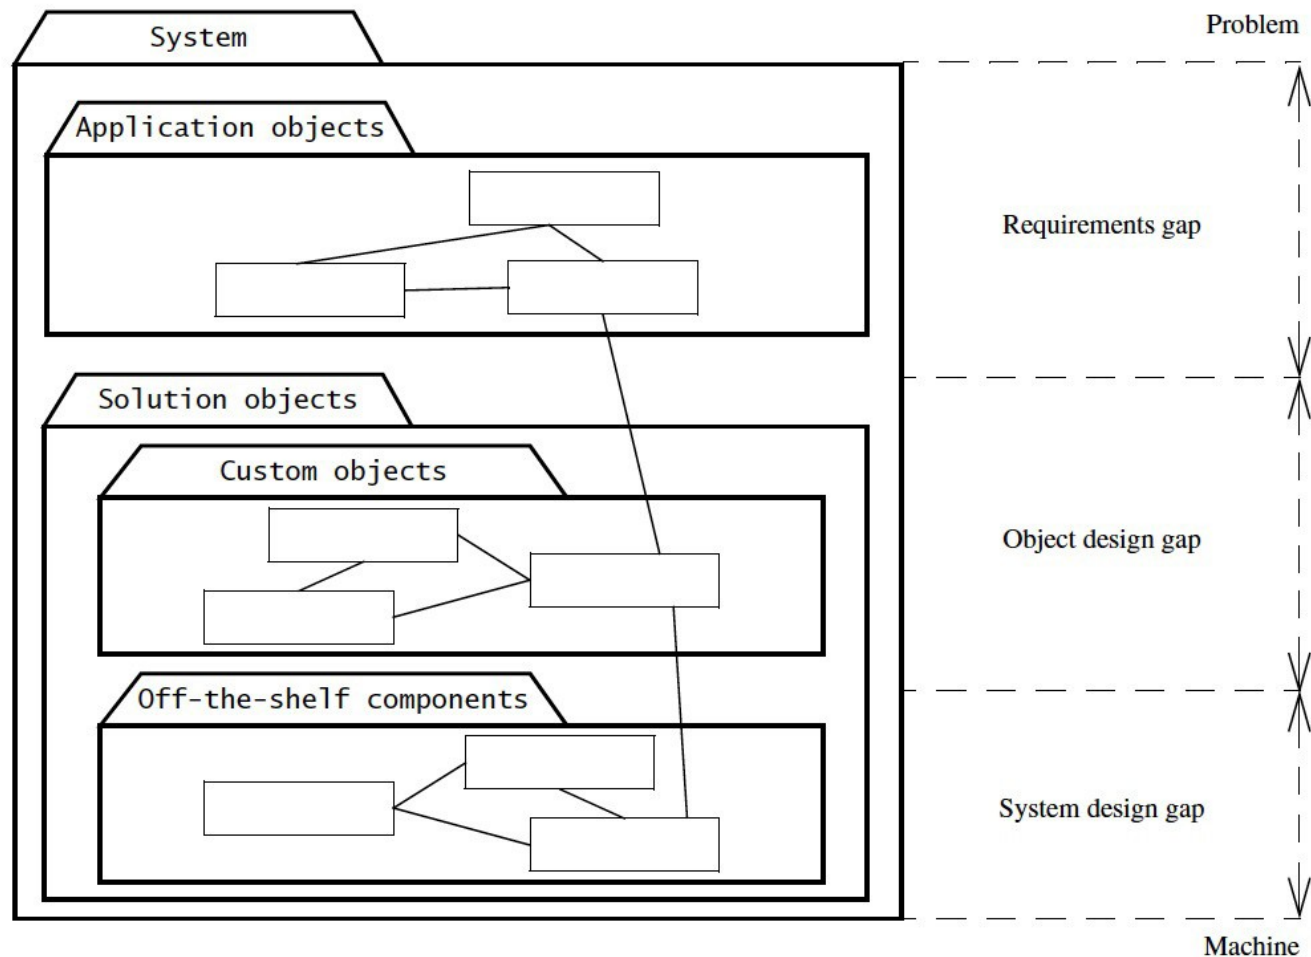 System
Problem
Application objects
Requirements gap
Solution objects
Custom objects
Object design gap
Off-the-shelf components
System design gap
Machine